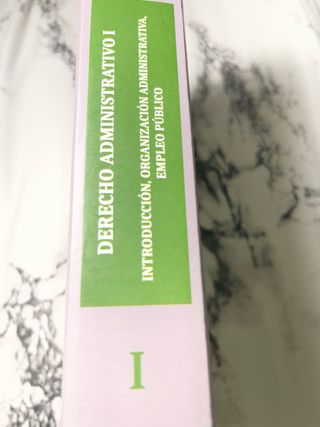 DERECHO ADMINISTRATIVO I
INTRODUCCIÓN, ORGANIZACIÓN ADMINISTRATIVA,
EMPLEO PÚBLICO
I